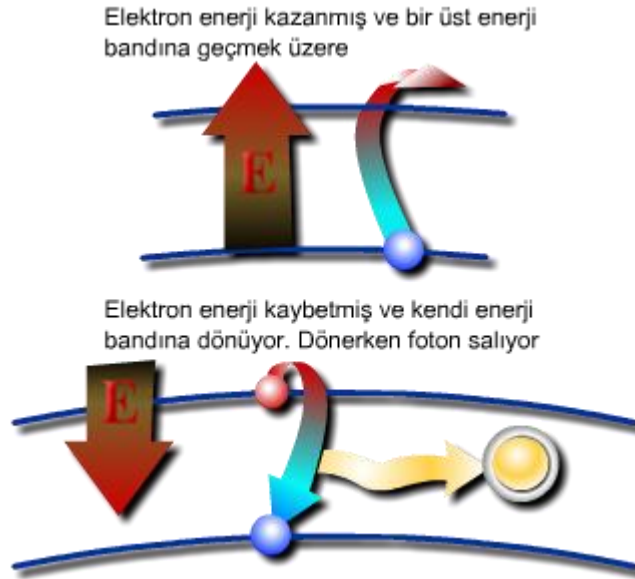 Elektron enerji kazanmış ve bir üst enerji
bandına geçmek üzere
E
Elektron enerji kaybetmiş ve kendi enerji
bandına dönüyor. Dönerken foton salıyor
E